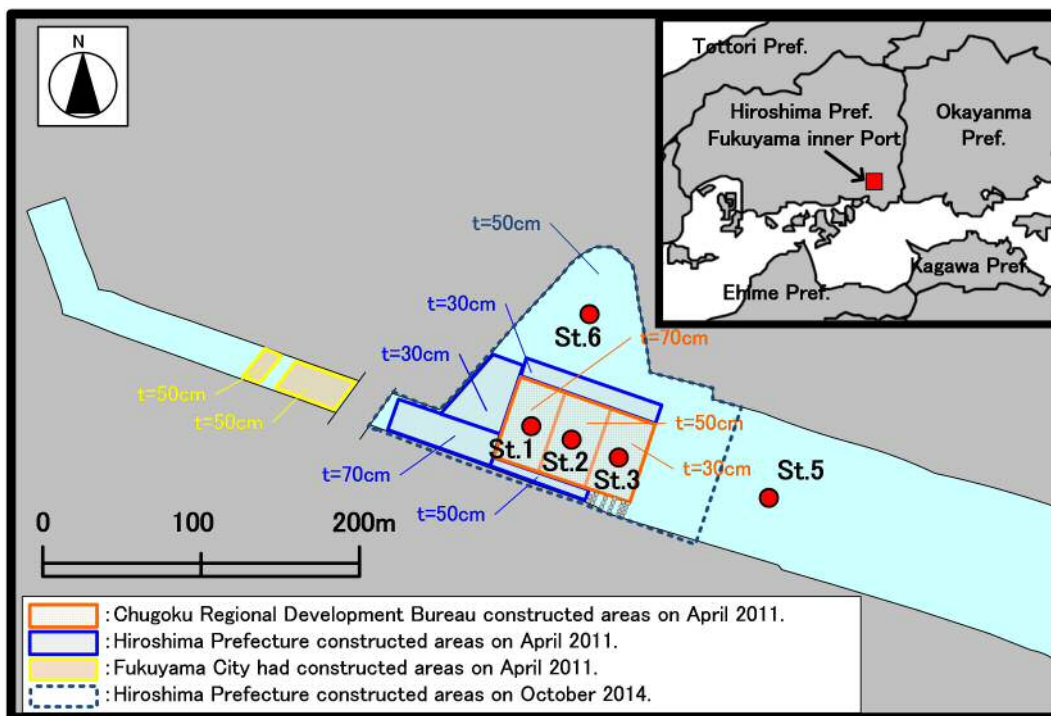 N
Tottori Pref.
Hiroshima Pref.
Fukuyama inner Port
Okayanma
Pref.
Kagawa Pref.
Ehime Pref.
t=50cm
t=30cm
t=70cm
t=30cm
St.6
t=50cm
t=50cm
t=50cm
St.1
St.2
St.3
t=30cm
St.5
t=70cm
t=50cm
0 100 200m
: Chugoku Regional Development Bureau constructed areas on April 2011.
: Hiroshima Prefecture constructed areas on April 2011.
: Fukuyama City had constructed areas on April 2011.
: Hiroshima Prefecture constructed areas on October 2014.